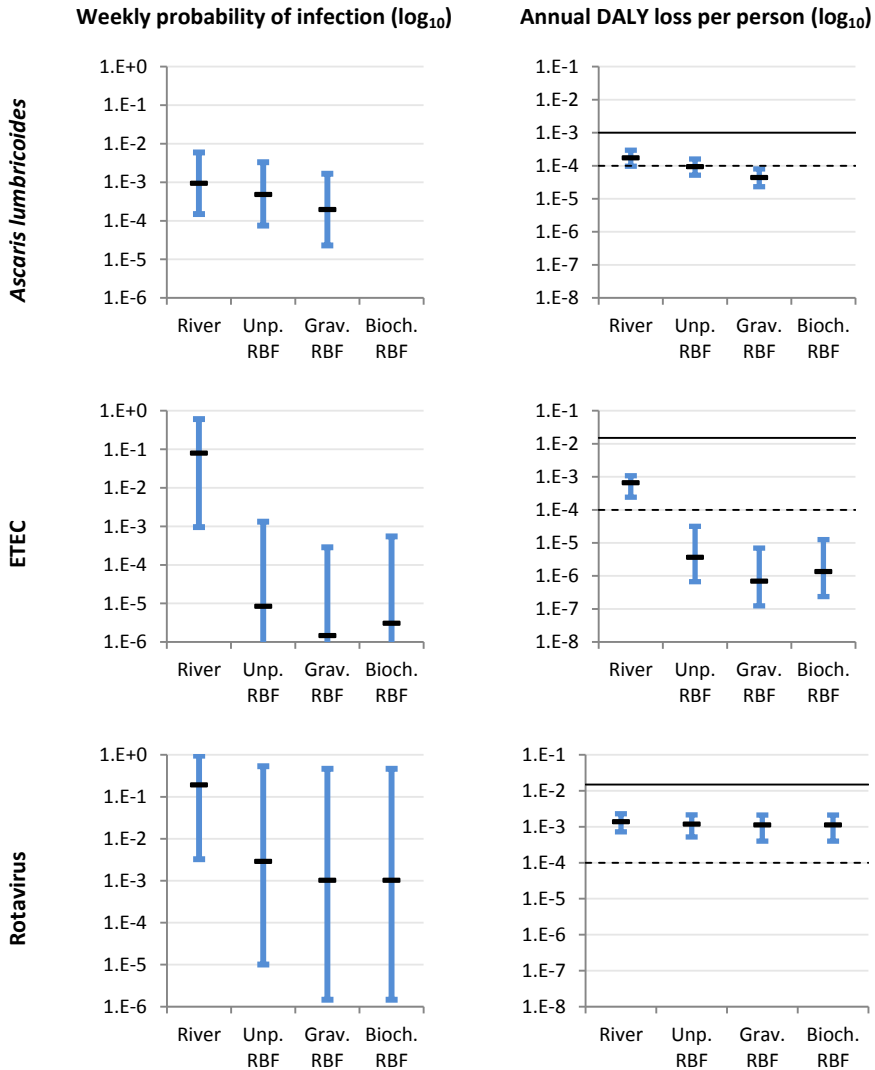 Weekly probability of infection (log₁₀)
Annual DALY loss per person (log₁₀)
Ascaris lumbricoides
1.E+0
1.E-1
1.E-2
1.E-3
1.E-4
1.E-5
1.E-6
River Unp. RBF Grav. RBF Bioch. RBF
1.E-1
1.E-2
1.E-3
1.E-4
1.E-5
1.E-6
1.E-7
1.E-8
River Unp. RBF Grav. RBF Bioch. RBF
ETEC
1.E+0
1.E-1
1.E-2
1.E-3
1.E-4
1.E-5
1.E-6
River Unp. RBF Grav. RBF Bioch. RBF
1.E-1
1.E-2
1.E-3
1.E-4
1.E-5
1.E-6
1.E-7
1.E-8
River Unp. RBF Grav. RBF Bioch. RBF
Rotavirus
1.E+0
1.E-1
1.E-2
1.E-3
1.E-4
1.E-5
1.E-6
River Unp. RBF Grav. RBF Bioch. RBF
1.E-1
1.E-2
1.E-3
1.E-4
1.E-5
1.E-6
1.E-7
1.E-8
River Unp. RBF Grav. RBF Bioch. RBF